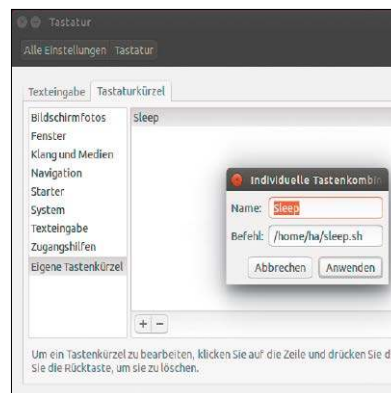 Tastatur
Alle Einstellungen Tastatur
Texteingabe Tastaturkürzel
Bildschirmfotos
Fenster
Klang und Medien
Navigation
Starter
System
Texteingabe
Zugangshilfen
Eigene Tastenkürzel
Sleep
Individuelle Tastenkombin
Name: Sleep
Befehl: /home/ha/sleep.sh
Abbrechen Anwenden
+ −
Um ein Tastenkürzel zu bearbeiten, klicken Sie auf die Zeile und drücken Sie d
Sie die Rücktaste, um sie zu löschen.